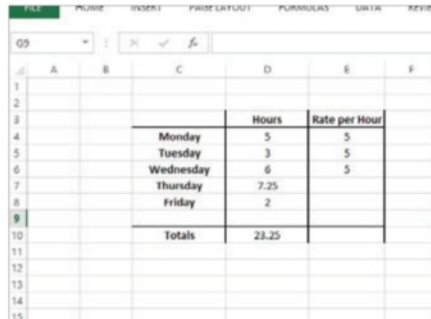 FILE HOME INSERT PAGE LAYOUT FORMULAS DATA REVIE
G9 fx
A B C D E F
1
2
3 Hours Rate per Hour
4 Monday 5 5
5 Tuesday 3 5
6 Wednesday 6 5
7 Thursday 7.25
8 Friday 2
9
10 Totals 23.25
11
12
13
14
15